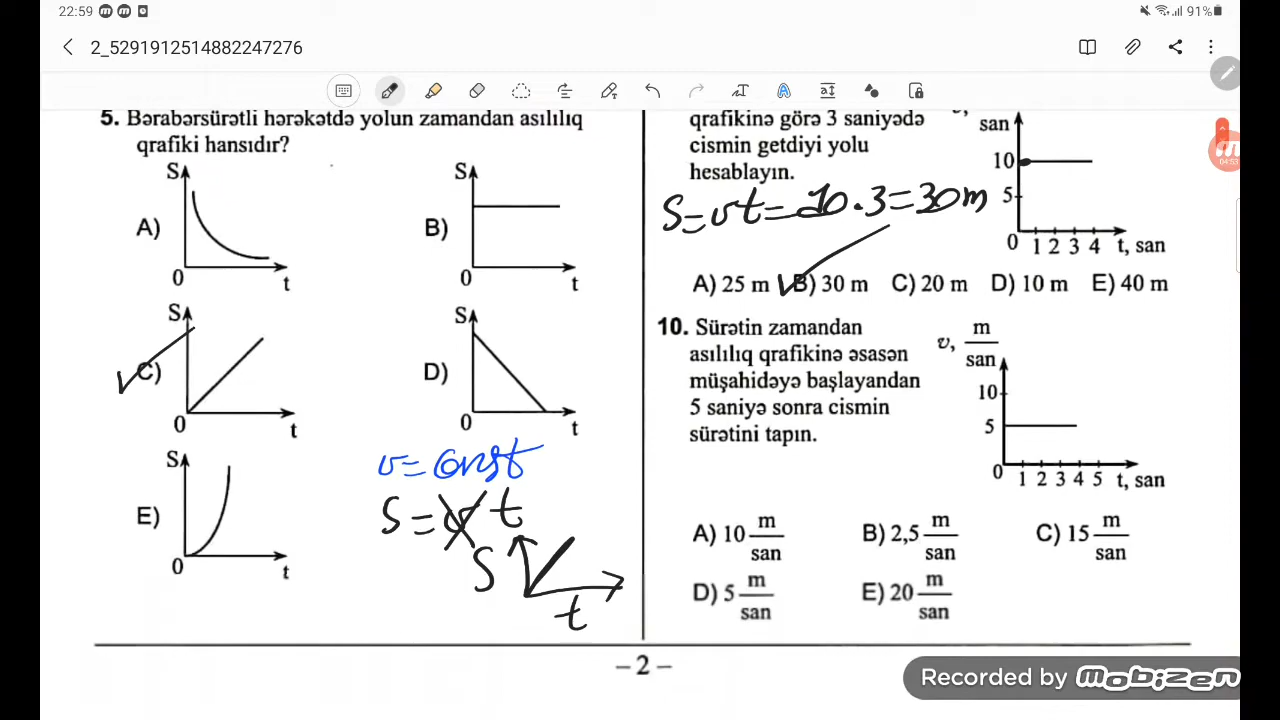 22:59
91%
2_5291912514882247276
5. Bərabərsürətli hərəkətdə yolun zamandan asılılıq
qrafiki hansıdır?
S
A)
0
t
S
B)
0
t
S
C)
0
t
S
D)
0
t
S
E)
0
t
v = const
S = v t
S
t
qrafikinə görə 3 saniyədə
cismin getdiyi yolu
hesablayın.
san
10
5
0 1 2 3 4 t, san
S = vt = 10 · 3 = 30m
A) 25 m B) 30 m C) 20 m D) 10 m E) 40 m
10. Sürətin zamandan
asılılıq qrafikinə əsasən
müşahidəyə başlayandan
5 saniyə sonra cismin
sürətini tapın.
v, m/san
10
5
0 1 2 3 4 5 t, san
A) 10 m/san B) 2,5 m/san C) 15 m/san
D) 5 m/san E) 20 m/san
– 2 –
04:53
Recorded by mobizen